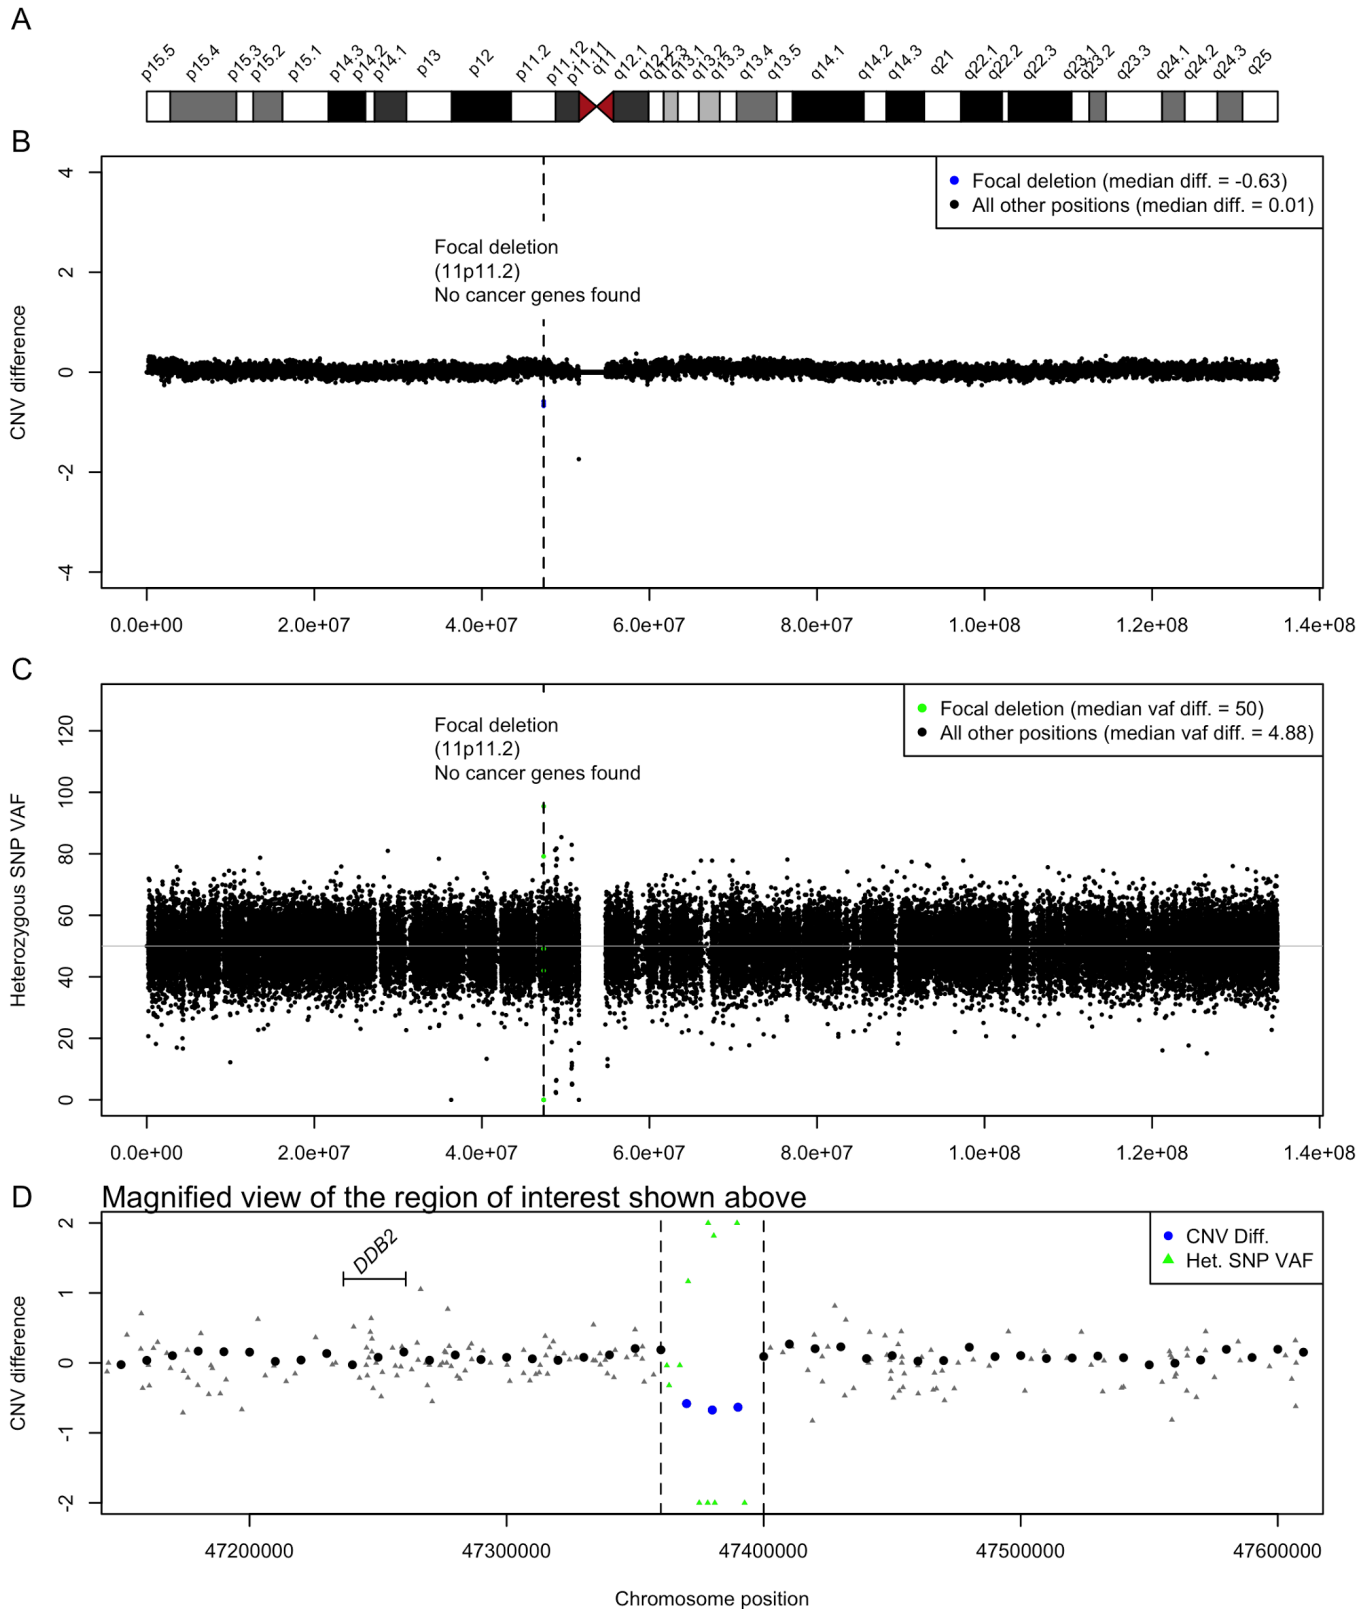 A
p15.5 p15.4 p15.3 p15.2 p15.1 p14.3 p14.2 p14.1 p13 p12 p11.2 p11.12 p11.11 q11 q12.1 q12.2 q12.3 q13.1 q13.2 q13.3 q13.4 q13.5 q14.1 q14.2 q14.3 q21 q22.1 q22.2 q22.3 q23.1 q23.2 q23.3 q24.1 q24.2 q24.3 q25
B
Focal deletion (median diff. = -0.63)
All other positions (median diff. = 0.01)
Focal deletion
(11p11.2)
No cancer genes found
CNV difference
4
2
0
-2
-4
0.0e+00 2.0e+07 4.0e+07 6.0e+07 8.0e+07 1.0e+08 1.2e+08 1.4e+08
C
Focal deletion (median vaf diff. = 50)
All other positions (median vaf diff. = 4.88)
Focal deletion
(11p11.2)
No cancer genes found
Heterozygous SNP VAF
120
100
80
60
40
20
0
0.0e+00 2.0e+07 4.0e+07 6.0e+07 8.0e+07 1.0e+08 1.2e+08 1.4e+08
D Magnified view of the region of interest shown above
CNV Diff.
Het. SNP VAF
DDB2
CNV difference
2
1
0
-1
-2
47200000 47300000 47400000 47500000 47600000
Chromosome position